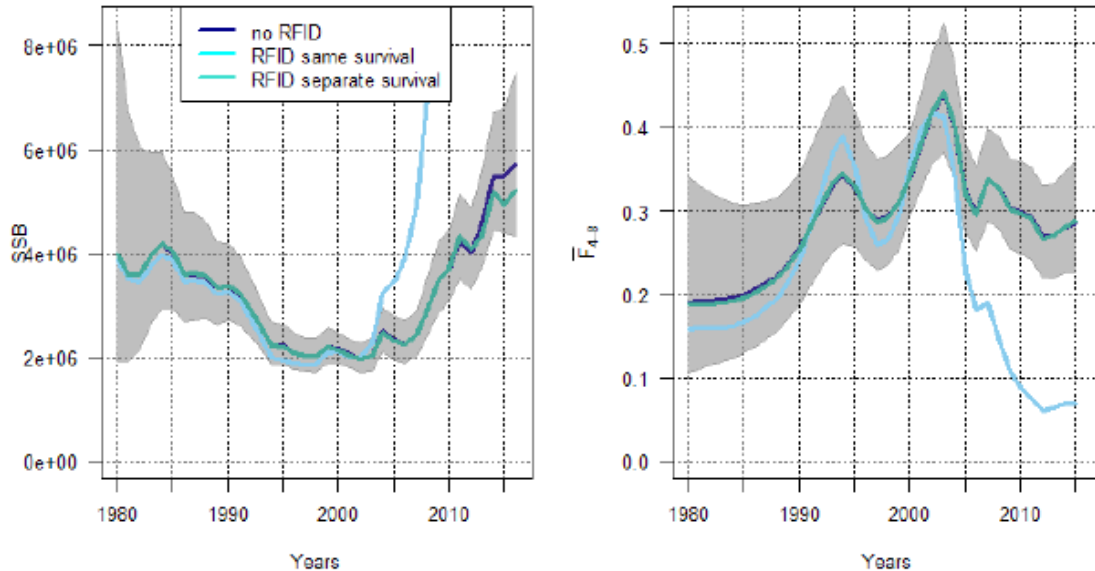 no RFID
RFID same survival
RFID separate survival
SSB
8e+06
6e+06
4e+06
2e+06
0e+00
1980 1990 2000 2010
Years
F̅4-8
0.5
0.4
0.3
0.2
0.1
0.0
1980 1990 2000 2010
Years